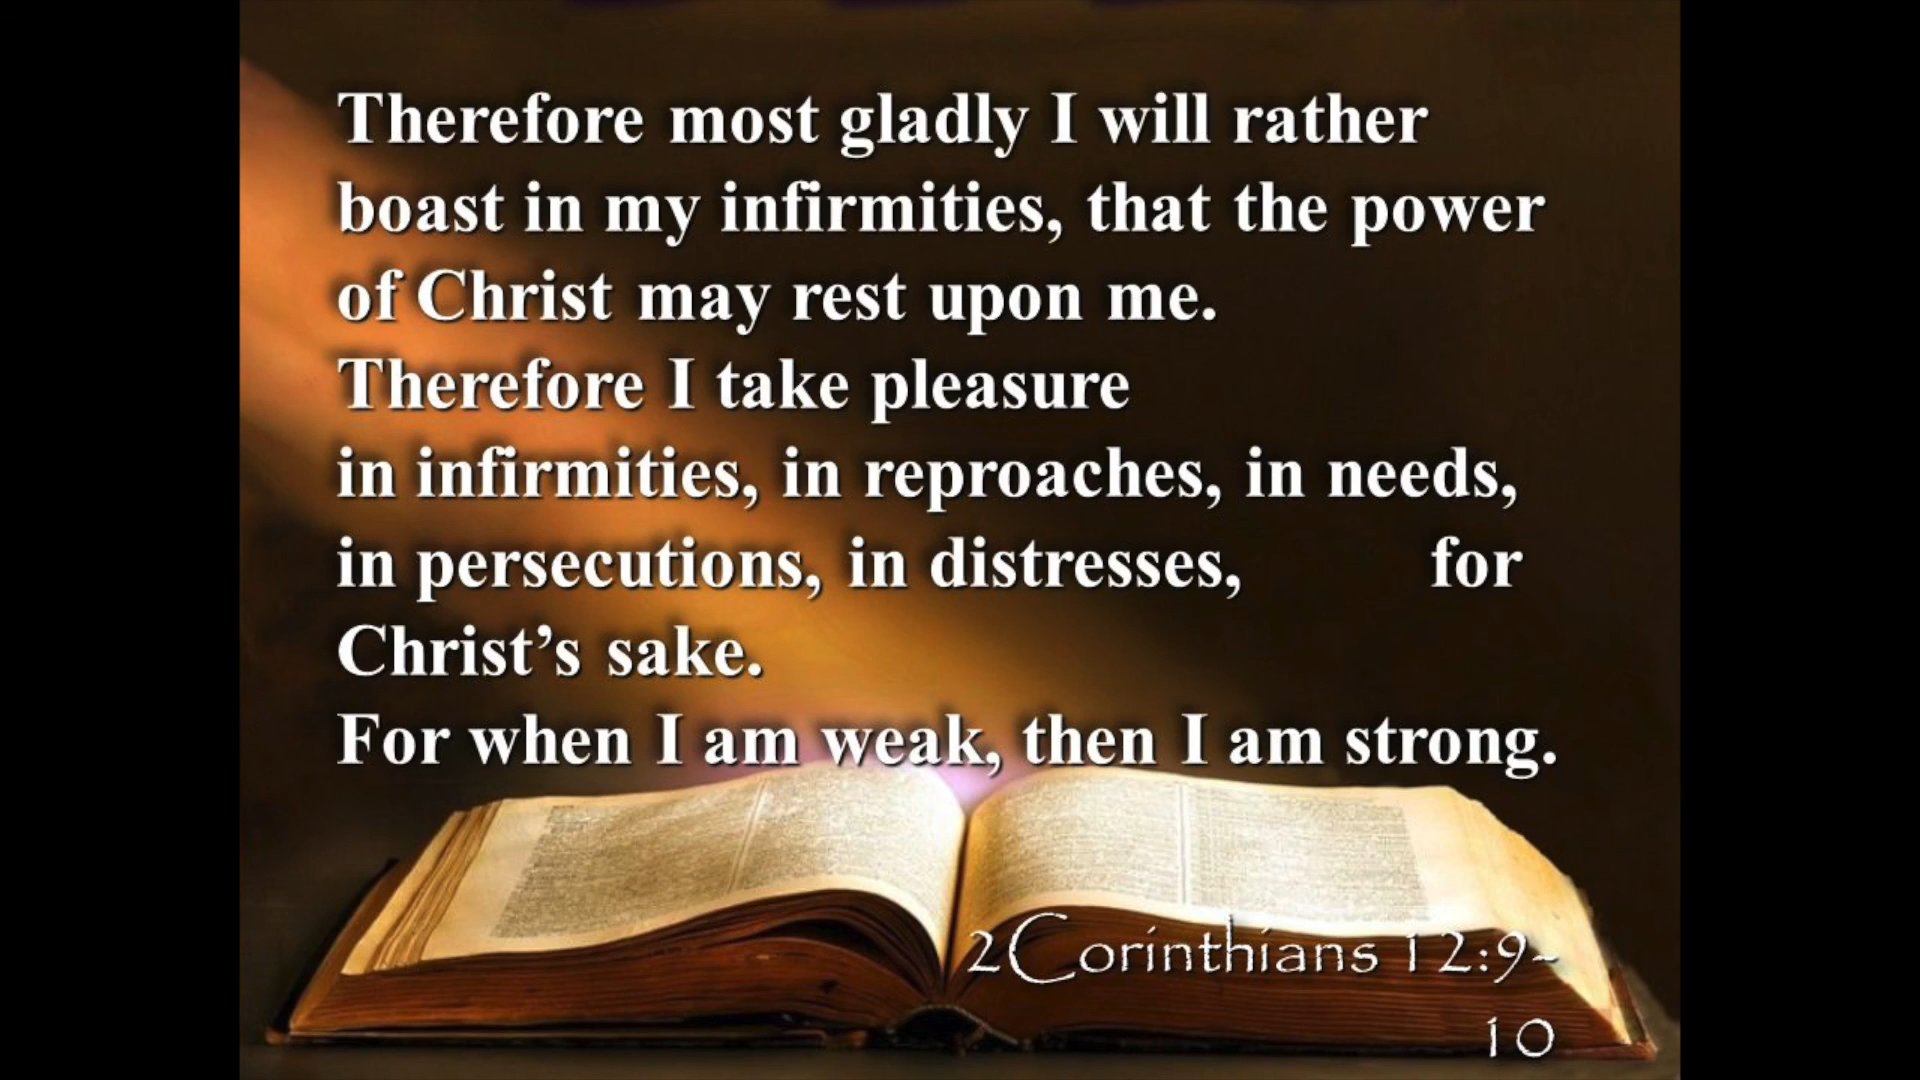 Therefore most gladly I will rather
boast in my infirmities, that the power
of Christ may rest upon me.
Therefore I take pleasure
in infirmities, in reproaches, in needs,
in persecutions, in distresses, for
Christ’s sake.
For when I am weak, then I am strong.
2Corinthians 12:9-
10